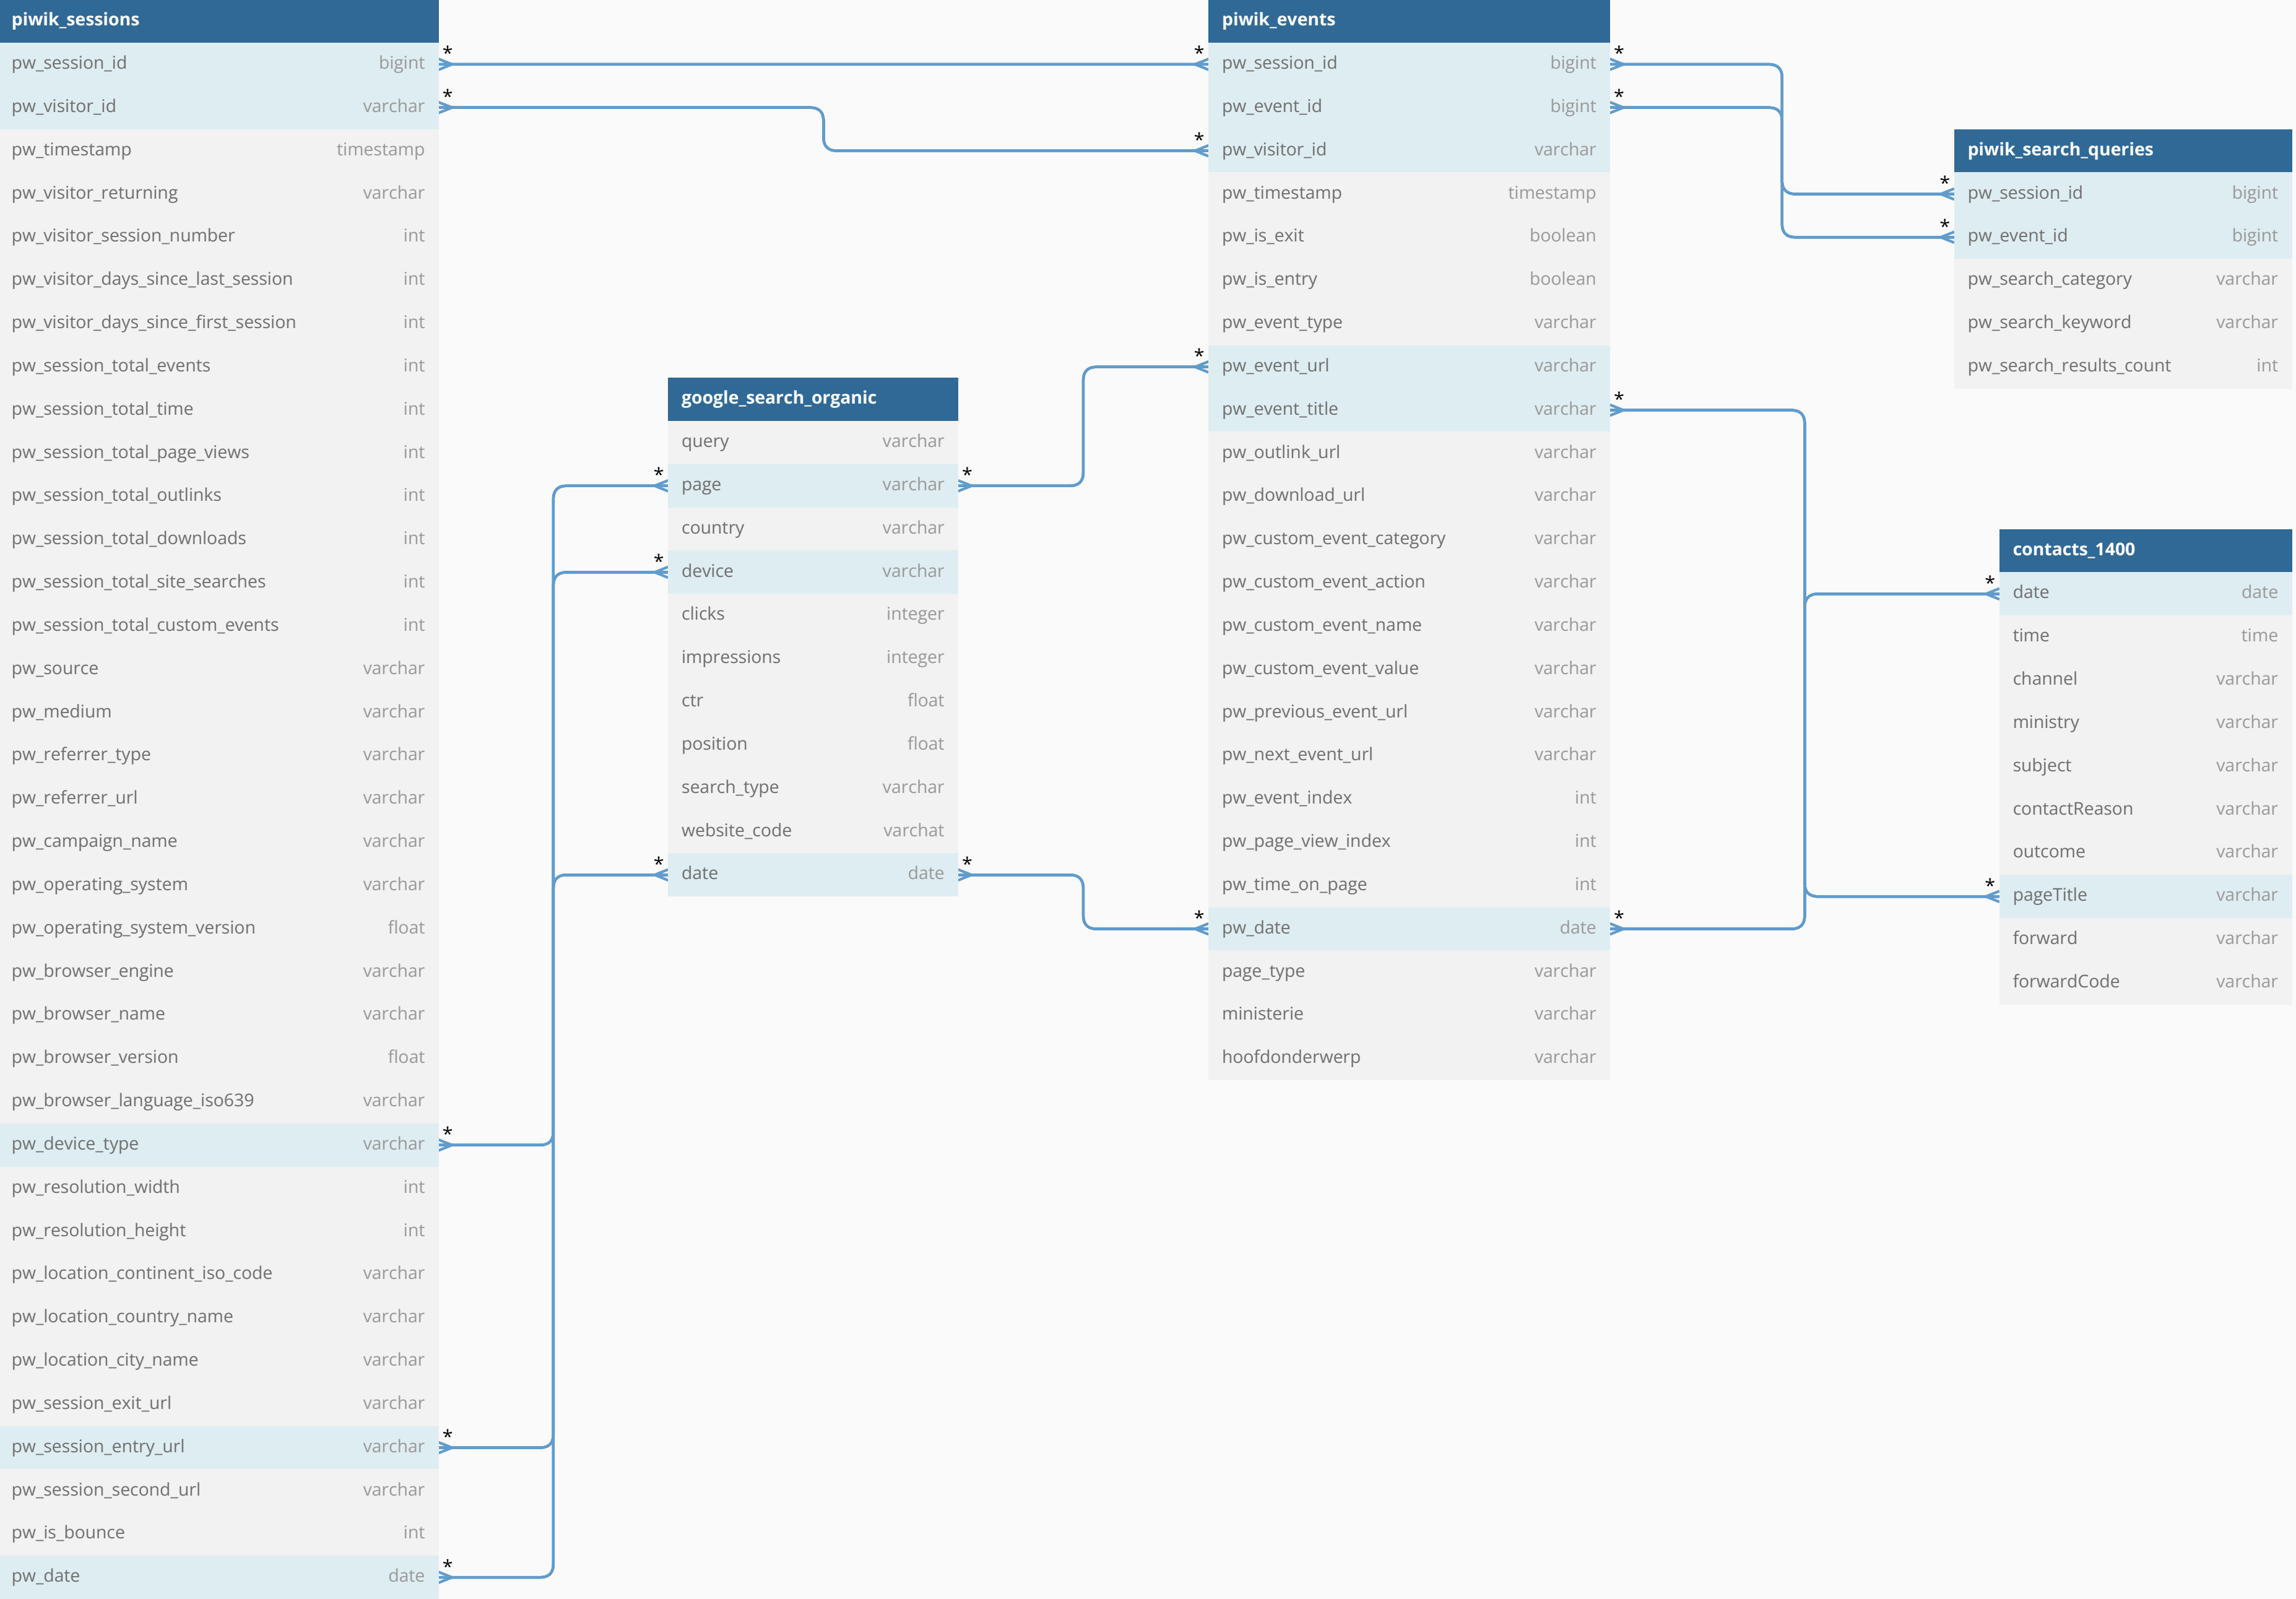 piwik_sessions
pw_session_id bigint
pw_visitor_id varchar
pw_timestamp timestamp
pw_visitor_returning varchar
pw_visitor_session_number int
pw_visitor_days_since_last_session int
pw_visitor_days_since_first_session int
pw_session_total_events int
pw_session_total_time int
pw_session_total_page_views int
pw_session_total_outlinks int
pw_session_total_downloads int
pw_session_total_site_searches int
pw_session_total_custom_events int
pw_source varchar
pw_medium varchar
pw_referrer_type varchar
pw_referrer_url varchar
pw_campaign_name varchar
pw_operating_system varchar
pw_operating_system_version float
pw_browser_engine varchar
pw_browser_name varchar
pw_browser_version float
pw_browser_language_iso639 varchar
pw_device_type varchar
pw_resolution_width int
pw_resolution_height int
pw_location_continent_iso_code varchar
pw_location_country_name varchar
pw_location_city_name varchar
pw_session_exit_url varchar
pw_session_entry_url varchar
pw_session_second_url varchar
pw_is_bounce int
pw_date date
google_search_organic
query varchar
page varchar
country varchar
device varchar
clicks integer
impressions integer
ctr float
position float
search_type varchar
website_code varchat
date date
piwik_events
pw_session_id bigint
pw_event_id bigint
pw_visitor_id varchar
pw_timestamp timestamp
pw_is_exit boolean
pw_is_entry boolean
pw_event_type varchar
pw_event_url varchar
pw_event_title varchar
pw_outlink_url varchar
pw_download_url varchar
pw_custom_event_category varchar
pw_custom_event_action varchar
pw_custom_event_name varchar
pw_custom_event_value varchar
pw_previous_event_url varchar
pw_next_event_url varchar
pw_event_index int
pw_page_view_index int
pw_time_on_page int
pw_date date
page_type varchar
ministerie varchar
hoofdonderwerp varchar
piwik_search_queries
pw_session_id bigint
pw_event_id bigint
pw_search_category varchar
pw_search_keyword varchar
pw_search_results_count int
contacts_1400
date date
time time
channel varchar
ministry varchar
subject varchar
contactReason varchar
outcome varchar
pageTitle varchar
forward varchar
forwardCode varchar